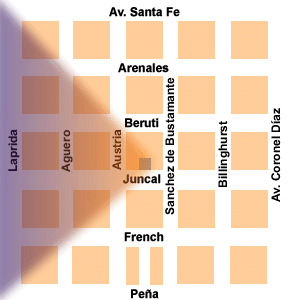 Av. Santa Fe
Arenales
Beruti
Laprida
Aguero
Austria
Sanchez de Bustamante
Billinghurst
Av. Coronel Díaz
Juncal
French
Peña